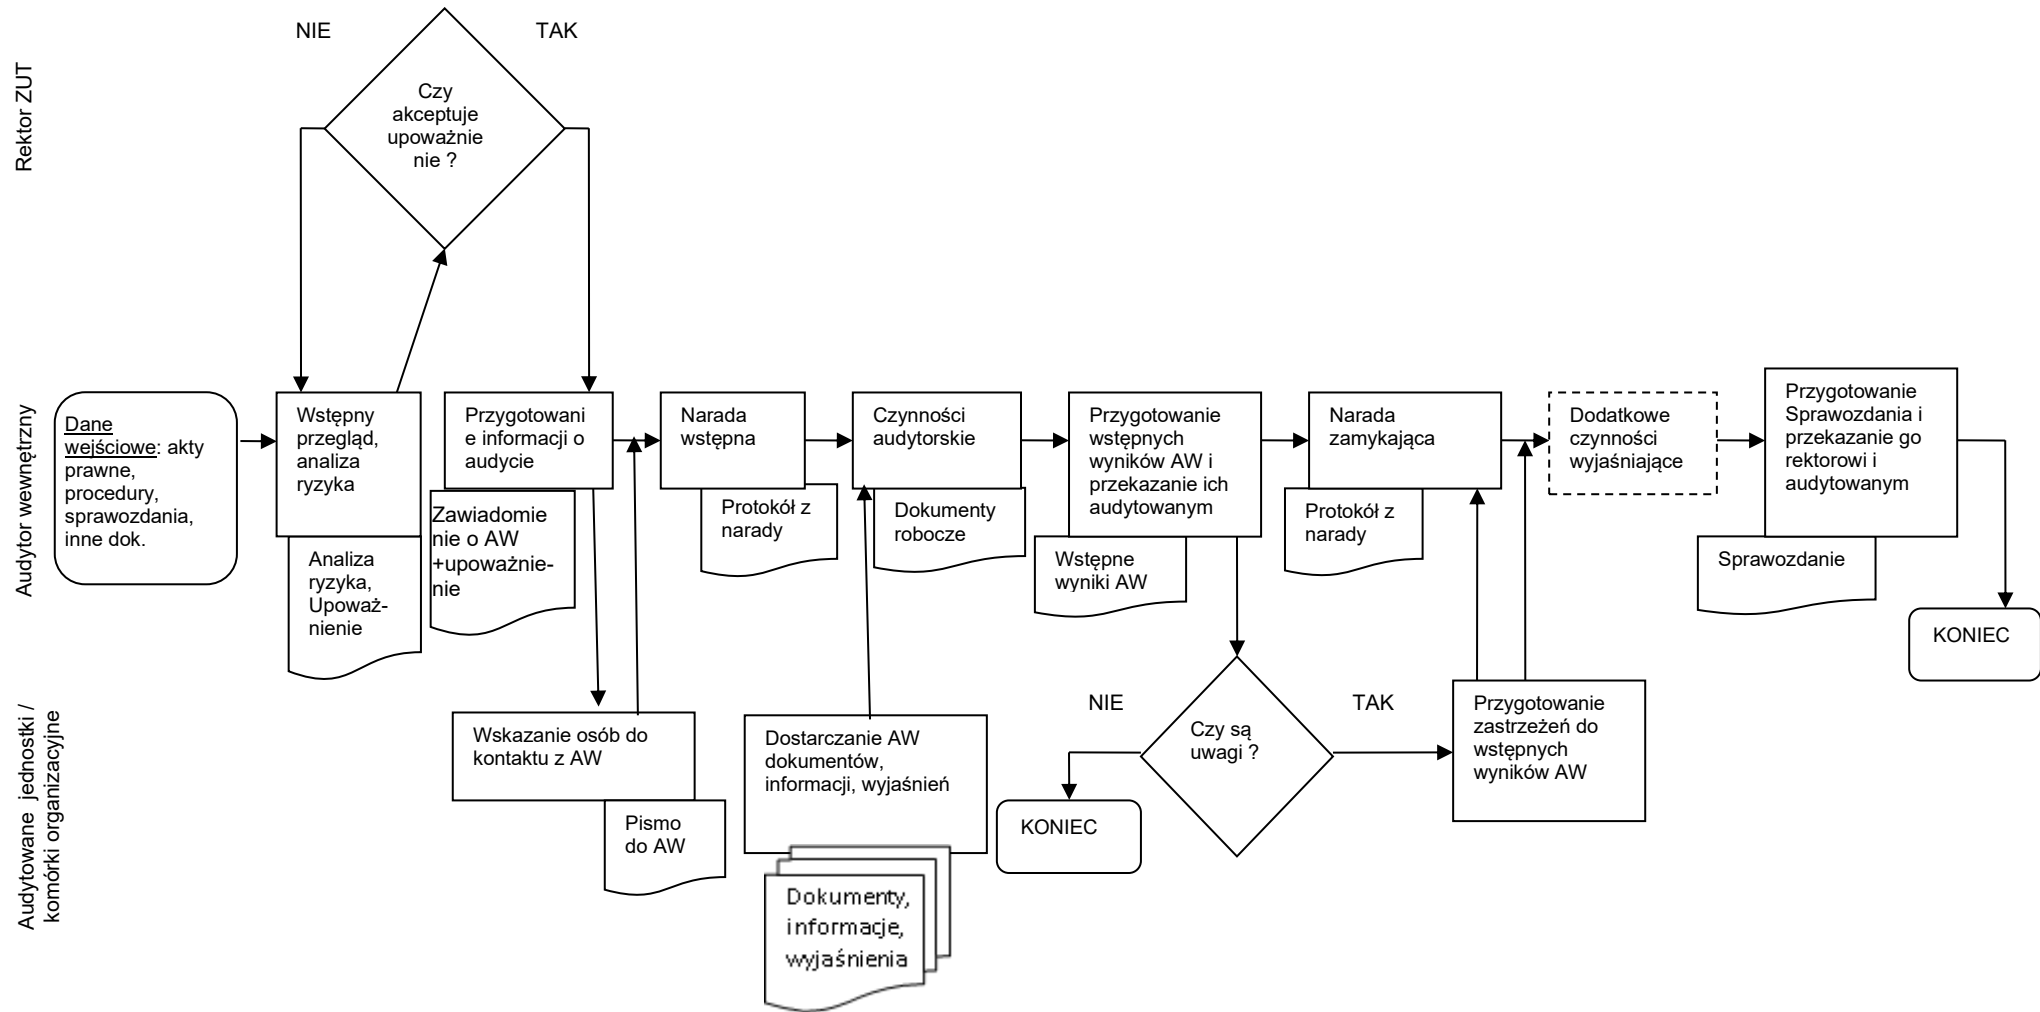 Rektor ZUT
NIE
TAK
Czy
akceptuje
upoważnie
nie ?
Audytor wewnętrzny
Dane
wejściowe: akty
prawne,
procedury,
sprawozdania,
inne dok.
Wstępny
przegląd,
analiza
ryzyka
Analiza
ryzyka,
Upoważ-
nienie
Przygotowani
e informacji o
audycie
Zawiadomie
nie o AW
+upoważnie-
nie
Narada
wstępna
Protokół z
narady
Czynności
audytorskie
Dokumenty
robocze
Przygotowanie
wstępnych
wyników AW i
przekazanie ich
audytowanym
Wstępne
wyniki AW
Narada
zamykająca
Protokół z
narady
Dodatkowe
czynności
wyjaśniające
Przygotowanie
Sprawozdania i
przekazanie go
rektorowi i
audytowanym
Sprawozdanie
KONIEC
Audytowane jednostki /
komórki organizacyjne
Wskazanie osób do
kontaktu z AW
Pismo
do AW
Dostarczanie AW
dokumentów,
informacji, wyjaśnień
Dokumenty,
informacje,
wyjaśnienia
NIE
TAK
Czy są
uwagi ?
KONIEC
Przygotowanie
zastrzeżeń do
wstępnych
wyników AW